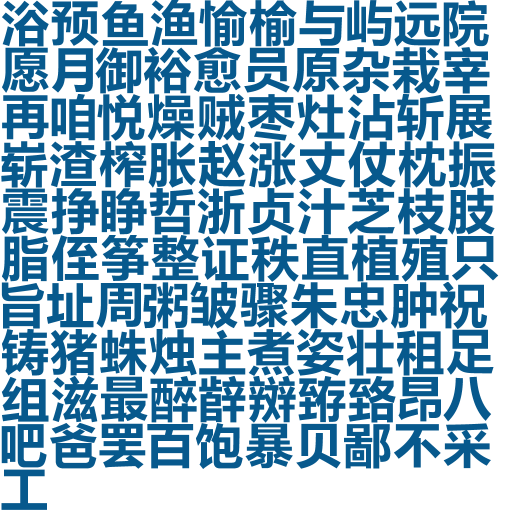 浴预鱼渔愉榆与屿远院
愿月御裕愈员原杂栽宰
再咱悦燥贼枣灶沾斩展
崭渣榨胀赵涨丈仗枕振
震挣睁哲浙贞汁芝枝肢
脂侄筝整证秩直植殖只
旨址周粥皱骤朱忠肿祝
铸猪蛛烛主煮姿壮租足
组滋最醉辥辩臶臵昂八
吧爸罢百饱暴贝鄙不采
工